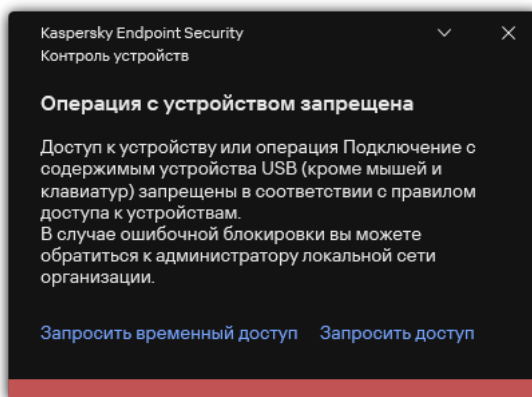 Kaspersky Endpoint Security
Контроль устройств
Операция с устройством запрещена
Доступ к устройству или операция Подключение с
содержимым устройства USB (кроме мышей и
клавиатур) запрещены в соответствии с правилом
доступа к устройствам.
В случае ошибочной блокировки вы можете
обратиться к администратору локальной сети
организации.
Запросить временный доступ Запросить доступ